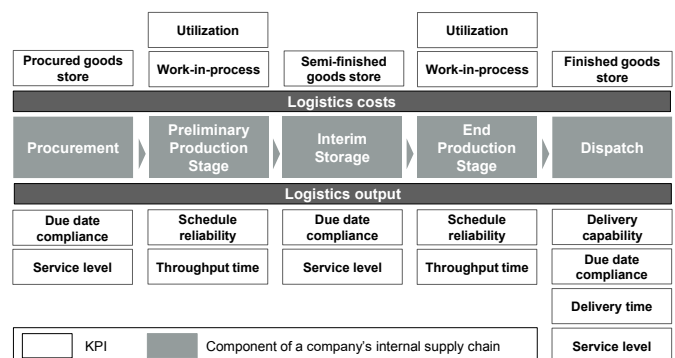 Utilization
Utilization
Procured goods
store
Work-in-process
Semi-finished
goods store
Work-in-process
Finished goods
store
Logistics costs
Procurement
Preliminary
Production
Stage
Interim
Storage
End
Production
Stage
Dispatch
Logistics output
Due date
compliance
Schedule
reliability
Due date
compliance
Schedule
reliability
Delivery
capability
Service level
Throughput time
Service level
Throughput time
Due date
compliance
Delivery time
Service level
KPI
Component of a company's internal supply chain